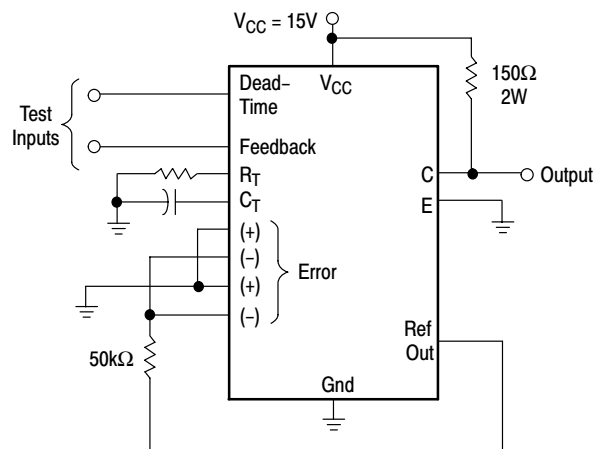 V_CC = 15V
Test
Inputs
Dead–
Time
V_CC
150Ω
2W
Feedback
R_T
C_T
C
Output
E
(+)
(–)
Error
(+)
(–)
Ref
Out
50kΩ
Gnd